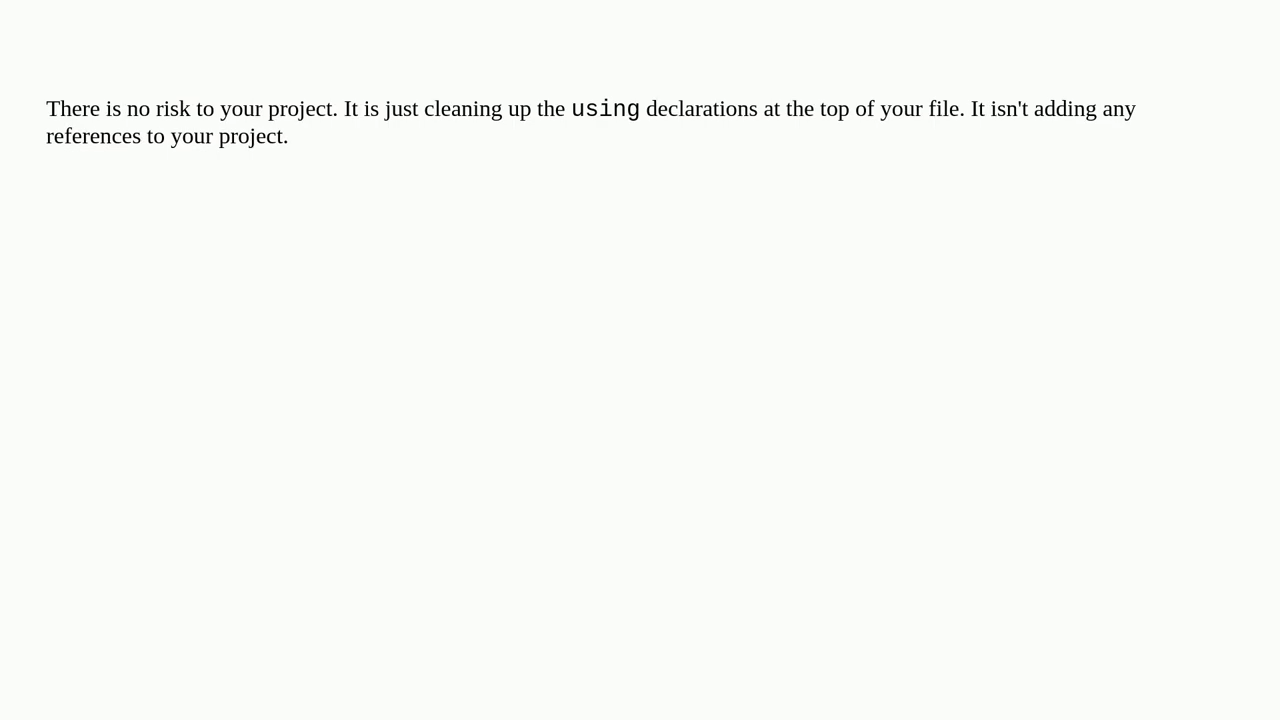 There is no risk to your project. It is just cleaning up the using declarations at the top of your file. It isn't adding any
references to your project.